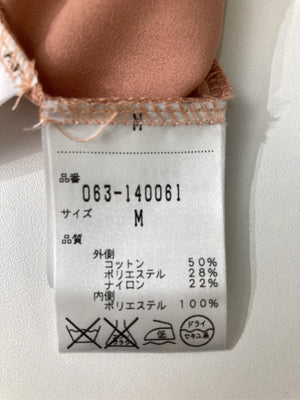 M
品番
063-140061
サイズ M
品質
外側
コットン 50%
ポリエステル 28%
ナイロン 22%
内側
ポリエステル 100%
低
ドライ
セキユ系